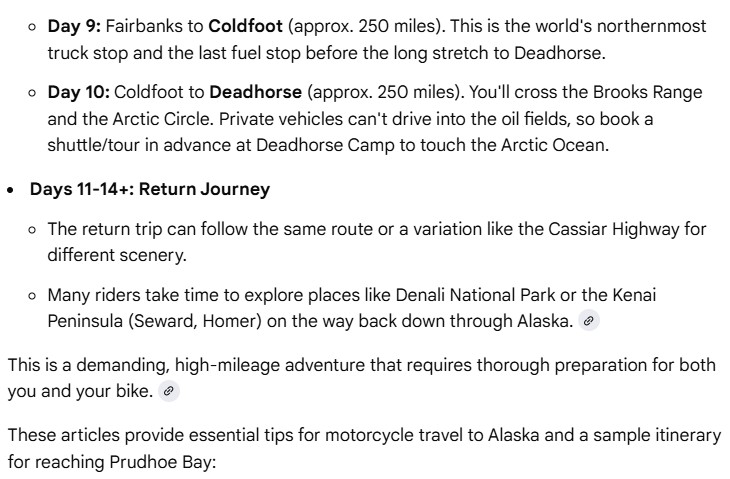 Day 9: Fairbanks to Coldfoot (approx. 250 miles). This is the world's northernmost
truck stop and the last fuel stop before the long stretch to Deadhorse.
Day 10: Coldfoot to Deadhorse (approx. 250 miles). You'll cross the Brooks Range
and the Arctic Circle. Private vehicles can't drive into the oil fields, so book a
shuttle/tour in advance at Deadhorse Camp to touch the Arctic Ocean.
Days 11-14+: Return Journey
The return trip can follow the same route or a variation like the Cassiar Highway for
different scenery.
Many riders take time to explore places like Denali National Park or the Kenai
Peninsula (Seward, Homer) on the way back down through Alaska.
This is a demanding, high-mileage adventure that requires thorough preparation for both
you and your bike.
These articles provide essential tips for motorcycle travel to Alaska and a sample itinerary
for reaching Prudhoe Bay: